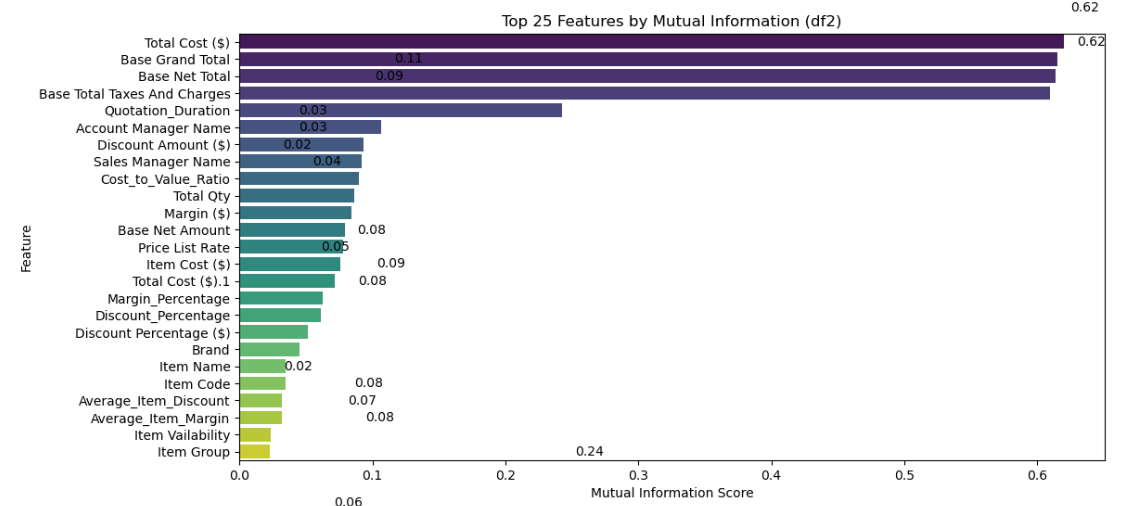 0.62
Top 25 Features by Mutual Information (df2)
Total Cost ($) 0.62
Base Grand Total 0.11
Base Net Total 0.09
Base Total Taxes And Charges
Quotation_Duration 0.03
Account Manager Name 0.03
Discount Amount ($) 0.02
Sales Manager Name 0.04
Cost_to_Value_Ratio
Total Qty
Margin ($)
Base Net Amount 0.08
Price List Rate 0.05
Item Cost ($) 0.09
Total Cost ($).1 0.08
Margin_Percentage
Discount_Percentage
Discount Percentage ($)
Brand
Item Name 0.02
Item Code 0.08
Average_Item_Discount 0.07
Average_Item_Margin 0.08
Item Vailability
Item Group 0.24
Feature
0.0 0.1 0.2 0.3 0.4 0.5 0.6
Mutual Information Score
0.06